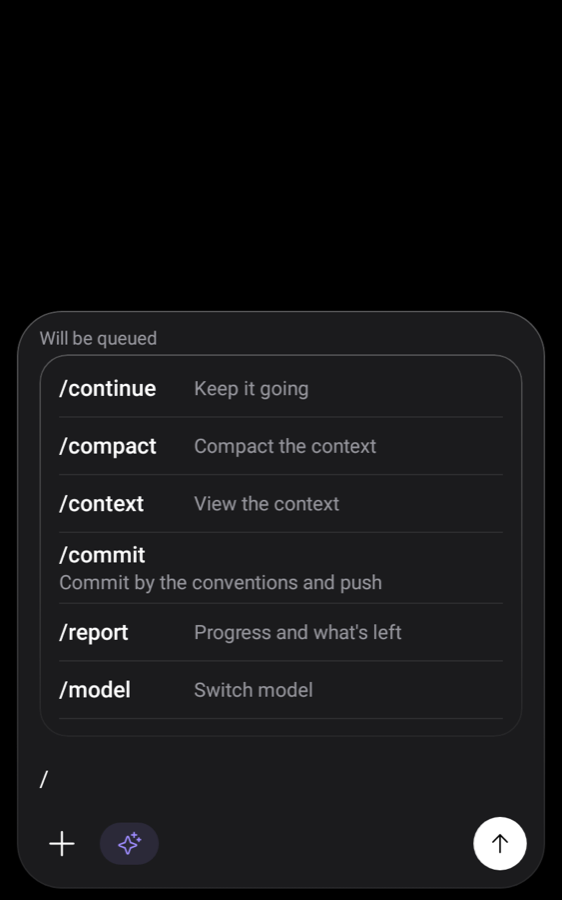 Will be queued
/continue Keep it going
/compact Compact the context
/context View the context
/commit
Commit by the conventions and push
/report Progress and what's left
/model Switch model
/